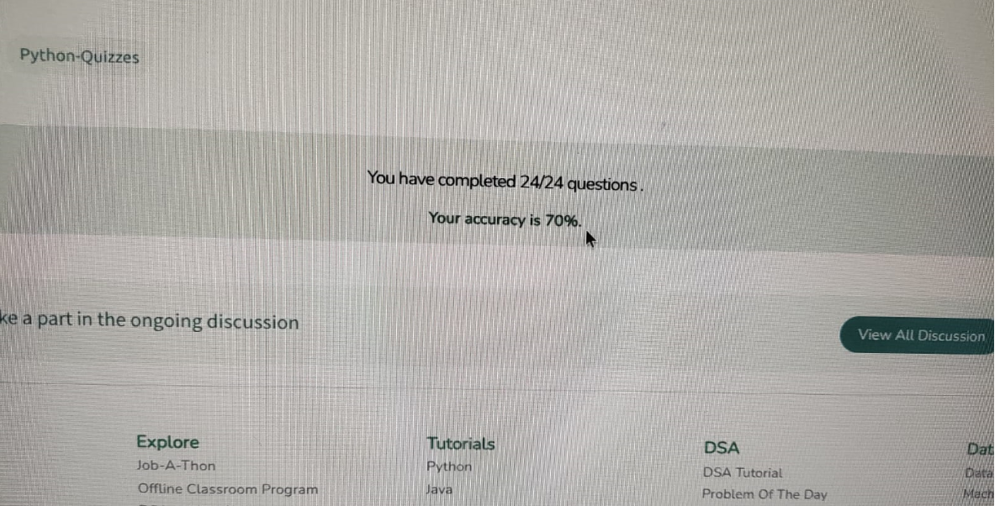 Python-Quizzes
You have completed 24/24 questions .
Your accuracy is 70%.
ke a part in the ongoing discussion
View All Discussion
Explore
Job-A-Thon
Offline Classroom Program
Tutorials
Python
Java
DSA
DSA Tutorial
Problem Of The Day
Dat
Data
Mach